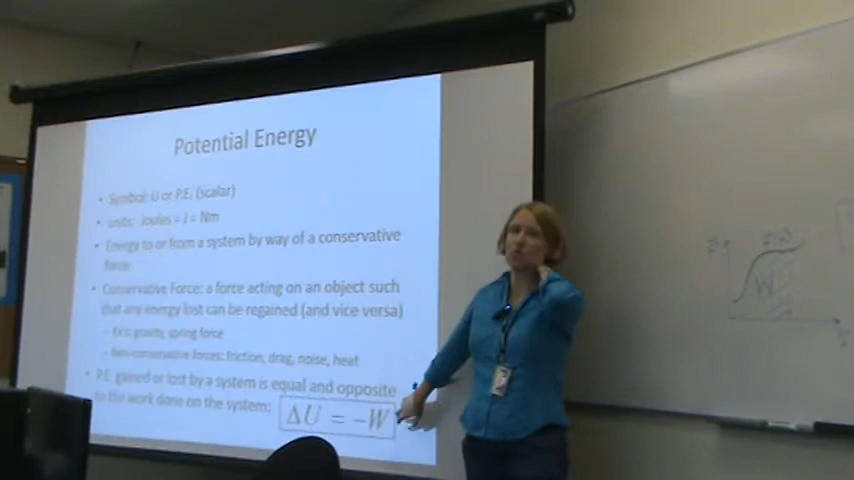 Potential Energy
• Symbol: U or P.E. (scalar)
• units: Joules = J = Nm
• Energy to or from a system by way of a conservative
force.
• Conservative Force: a force acting on an object such
that any energy lost can be regained (and vice versa)
– EX's: gravity, spring force
– Non-conservative forces: friction, drag, noise, heat
• P.E. gained or lost by a system is equal and opposite
to the work done on the system:
ΔU = −W
W